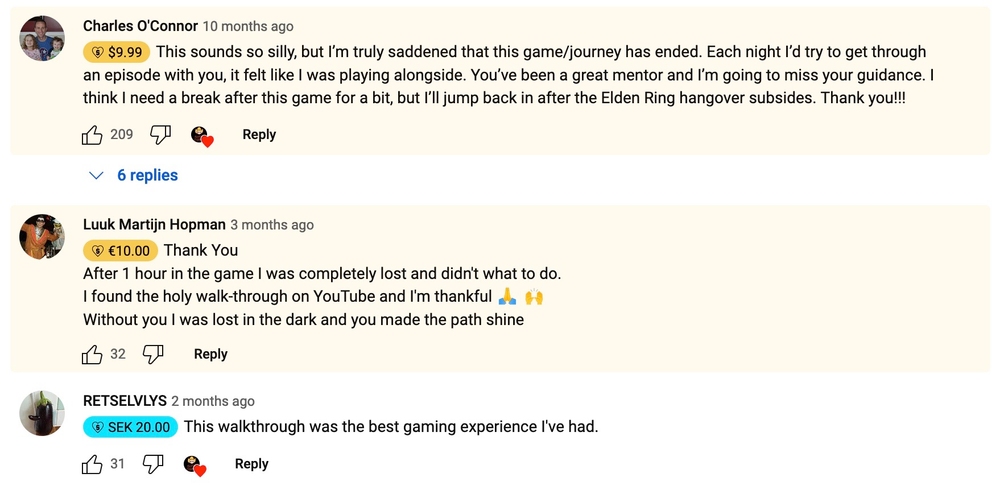 Charles O'Connor 10 months ago
$9.99 This sounds so silly, but I’m truly saddened that this game/journey has ended. Each night I’d try to get through
an episode with you, it felt like I was playing alongside. You’ve been a great mentor and I’m going to miss your guidance. I
think I need a break after this game for a bit, but I’ll jump back in after the Elden Ring hangover subsides. Thank you!!!
209 Reply
6 replies
Luuk Martijn Hopman 3 months ago
€10.00 Thank You
After 1 hour in the game I was completely lost and didn't what to do.
I found the holy walk-through on YouTube and I'm thankful 🙏 🙌
Without you I was lost in the dark and you made the path shine
32 Reply
RETSELVLYS 2 months ago
SEK 20.00 This walkthrough was the best gaming experience I've had.
31 Reply